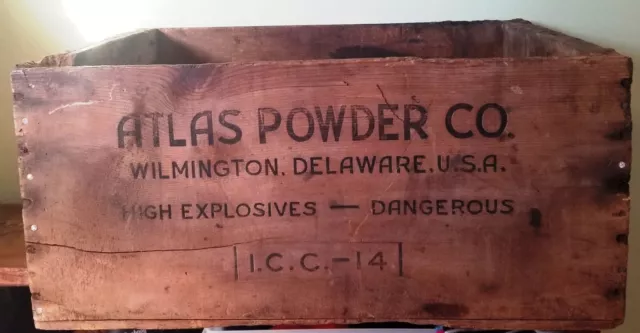 ATLAS POWDER CO.
WILMINGTON, DELAWARE. U.S.A.
HIGH EXPLOSIVES — DANGEROUS
I.C.C.-14